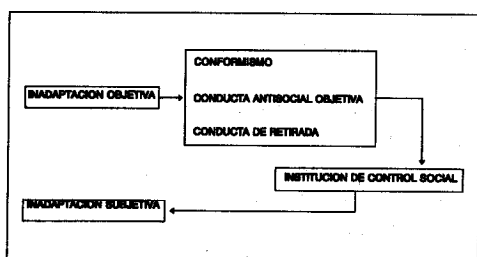 CONFORMISMO
INADAPTACION OBJETIVA
CONDUCTA ANTISOCIAL OBJETIVA
CONDUCTA DE RETIRADA
INSTITUCION DE CONTROL SOCIAL
INADAPTACION SUBJETIVA